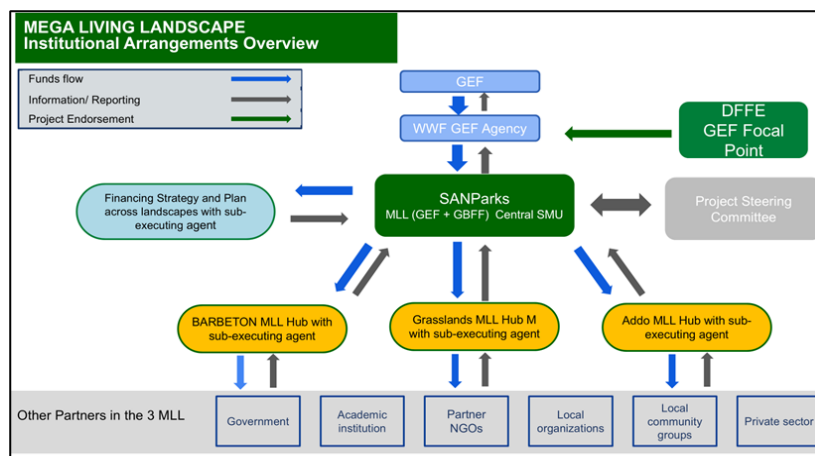 MEGA LIVING LANDSCAPE
Institutional Arrangements Overview
Funds flow
Information/ Reporting
Project Endorsement
GEF
WWF GEF Agency
DFFE
GEF Focal
Point
Financing Strategy and Plan
across landscapes with sub-
executing agent
SANParks
MLL (GEF + GBFF) Central SMU
Project Steering
Committee
BARBETON MLL Hub with
sub-executing agent
Grasslands MLL Hub M
with sub-executing agent
Addo MLL Hub with sub-
executing agent
Other Partners in the 3 MLL
Government
Academic
institution
Partner
NGOs
Local
organizations
Local
community
groups
Private sector